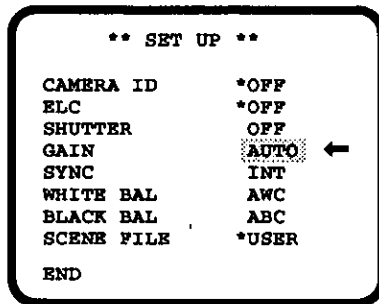 ** SET UP **
CAMERA ID *OFF
ELC *OFF
SHUTTER OFF
GAIN AUTO ←
SYNC INT
WHITE BAL AWC
BLACK BAL ABC
SCENE FILE *USER
END